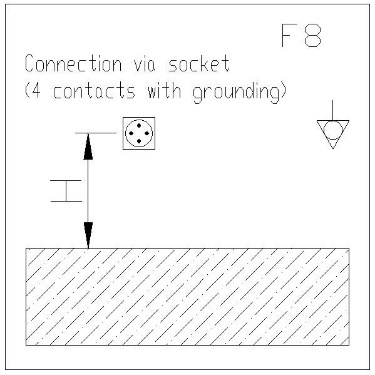 F8
Connection via socket
(4 contacts with grounding)
H